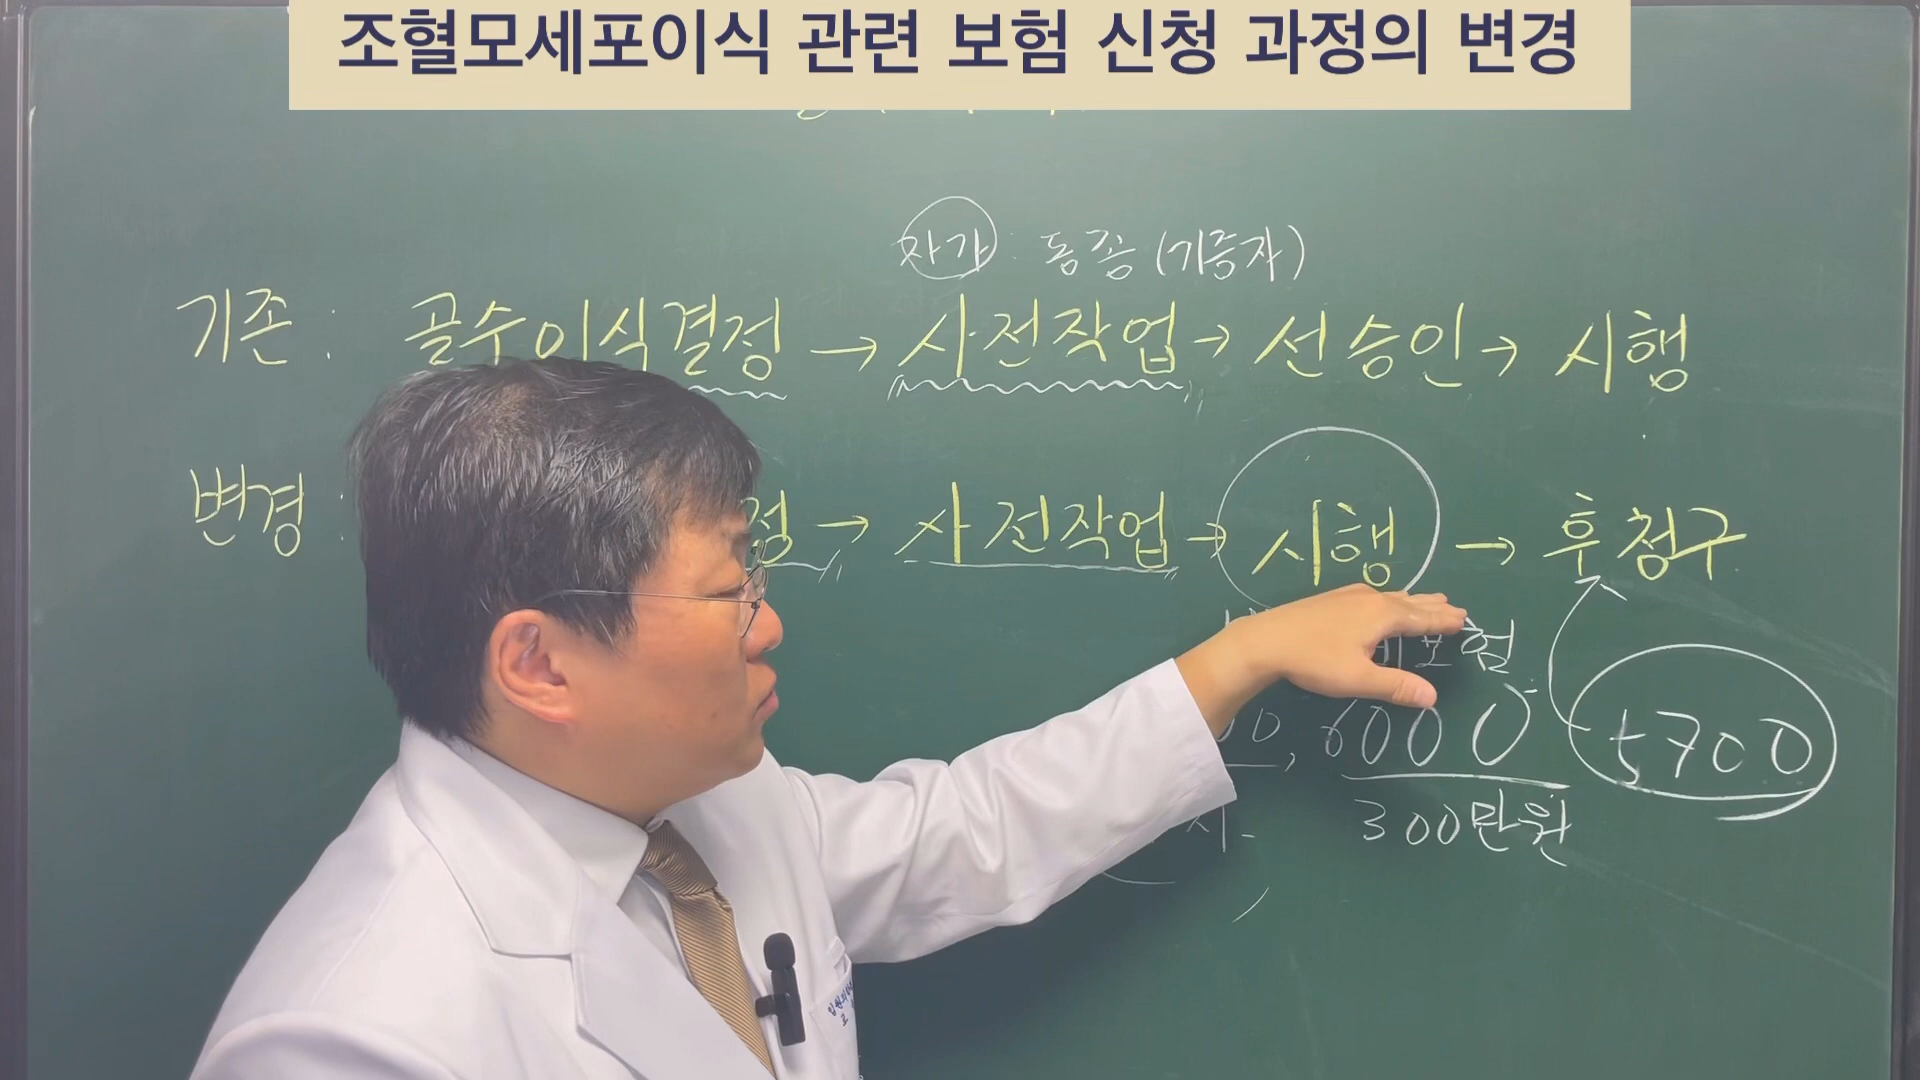 조혈모세포이식 관련 보험 신청 과정의 변경
자가 : 동종 (기증자)
기존 : 골수이식결정 → 사전작업 → 선승인 → 시행
변경 : 정 → 사전작업 → 시행 → 후청구
비보험
6000 5700
300만원